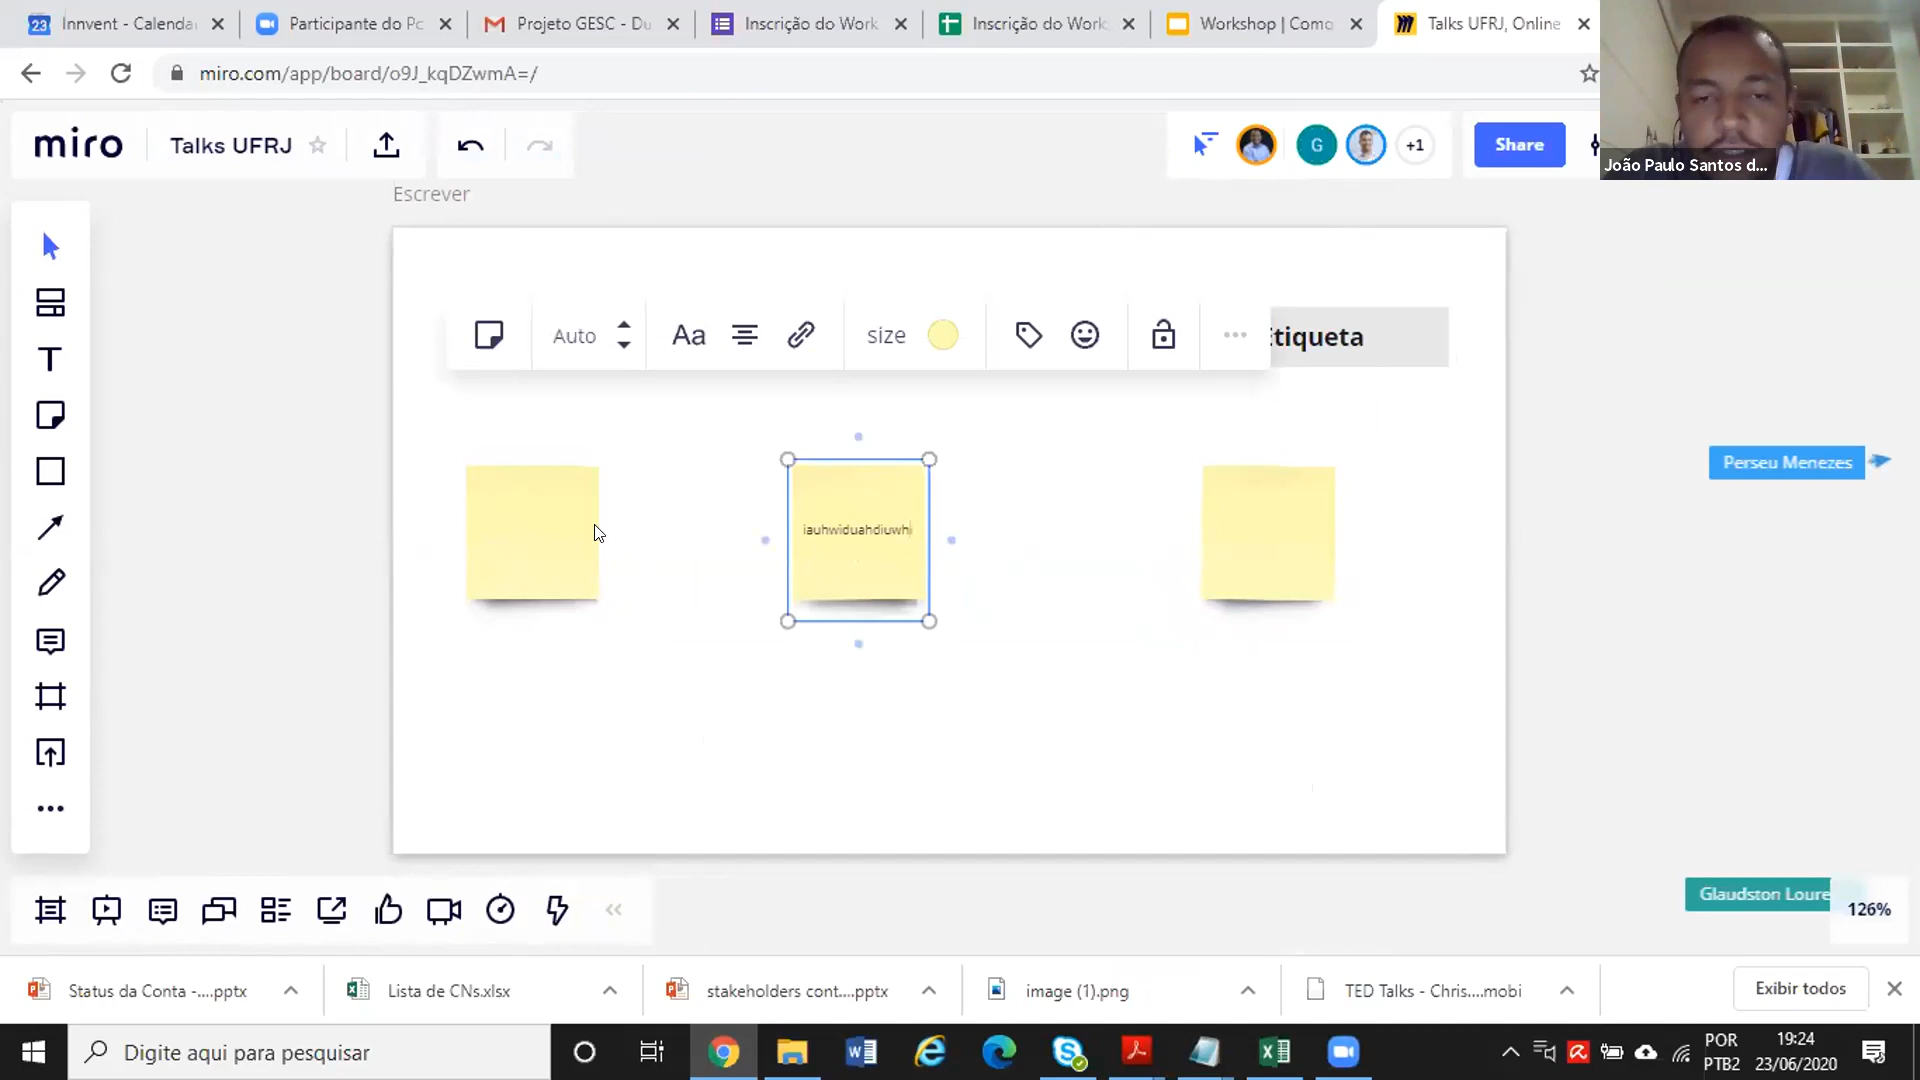 Innvent - Calenda
Participante do Pc
Projeto GESC - Du
Inscrição do Work
Inscrição do Work
Workshop | Como
Talks UFRJ, Online
miro.com/app/board/o9J_kqDZwmA=/
João Paulo Santos d...
miro
Talks UFRJ
G
+1
Share
Escrever
Auto
Aa
size
Etiqueta
Perseu Menezes
iauhwiduahdiuwhi
Glaudston Loure
126%
Status da Conta -....pptx
Lista de CNs.xlsx
stakeholders cont....pptx
image (1).png
TED Talks - Chris....mobi
Exibir todos
Digite aqui para pesquisar
POR
PTB2
19:24
23/06/2020